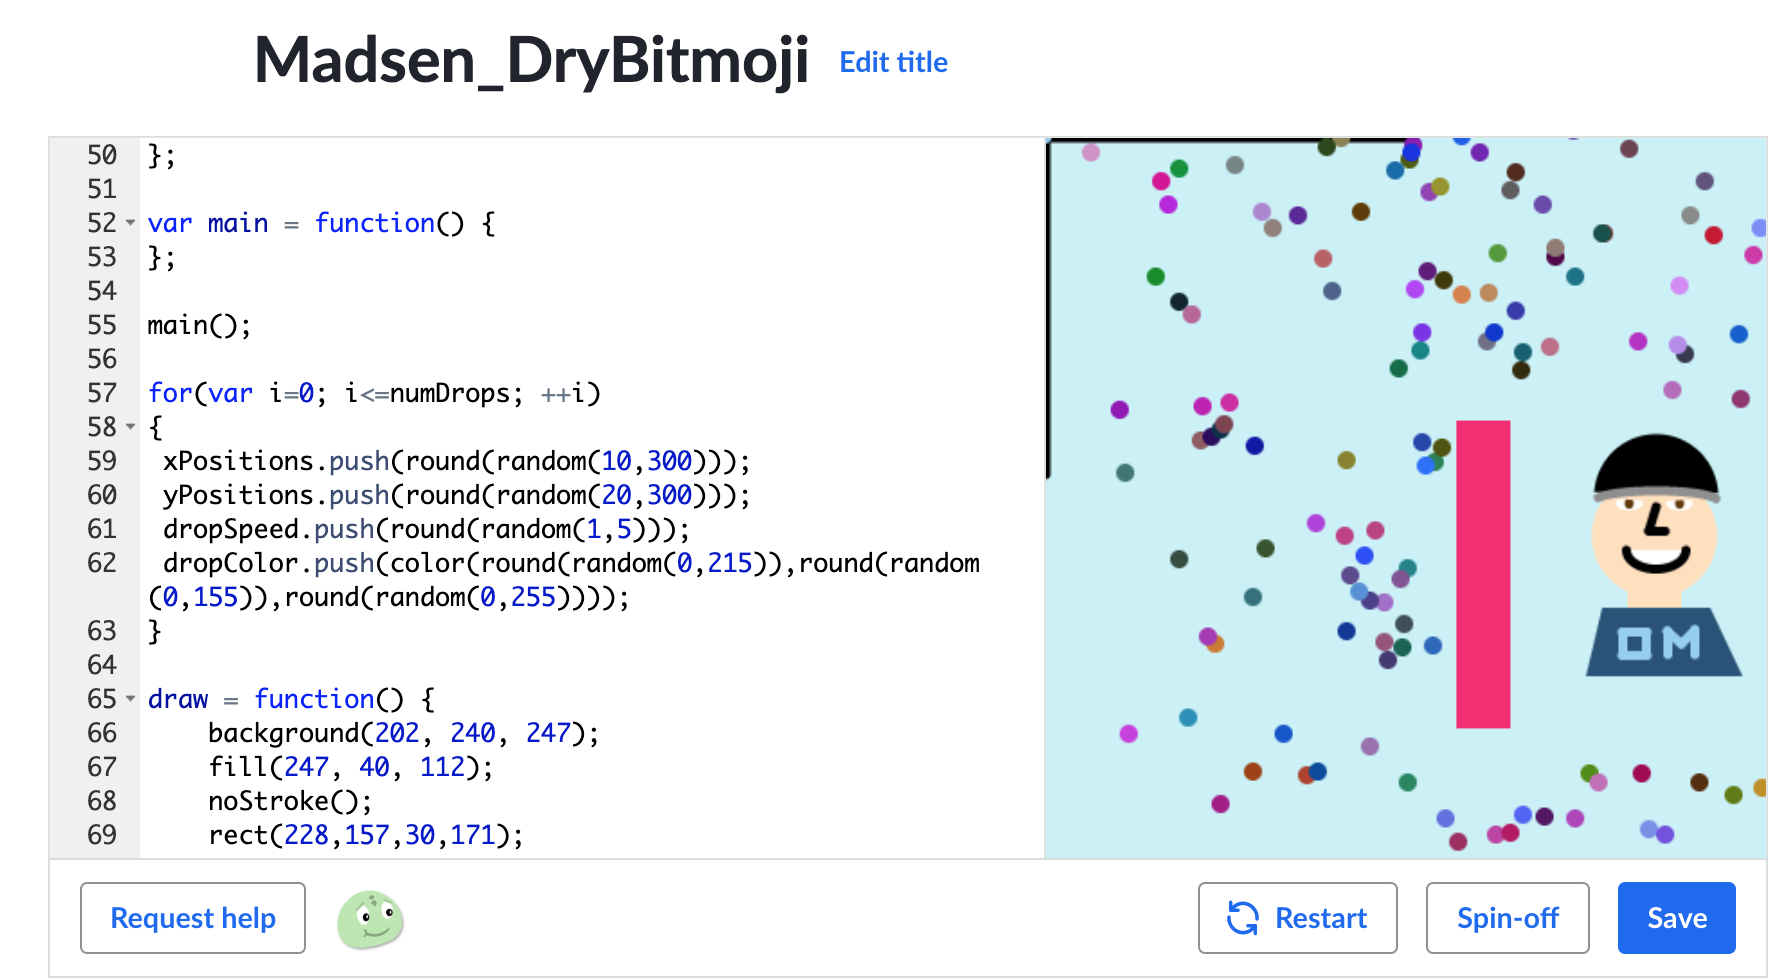 Madsen_DryBitmoji Edit title
50 };
51
52 var main = function() {
53 };
54
55 main();
56
57 for(var i=0; i<=numDrops; ++i)
58 {
59 xPositions.push(round(random(10,300)));
60 yPositions.push(round(random(20,300)));
61 dropSpeed.push(round(random(1,5)));
62 dropColor.push(color(round(random(0,215)),round(random
(0,155)),round(random(0,255))));
63 }
64
65 draw = function() {
66 background(202, 240, 247);
67 fill(247, 40, 112);
68 noStroke();
69 rect(228,157,30,171);
OM
Request help Restart Spin-off Save